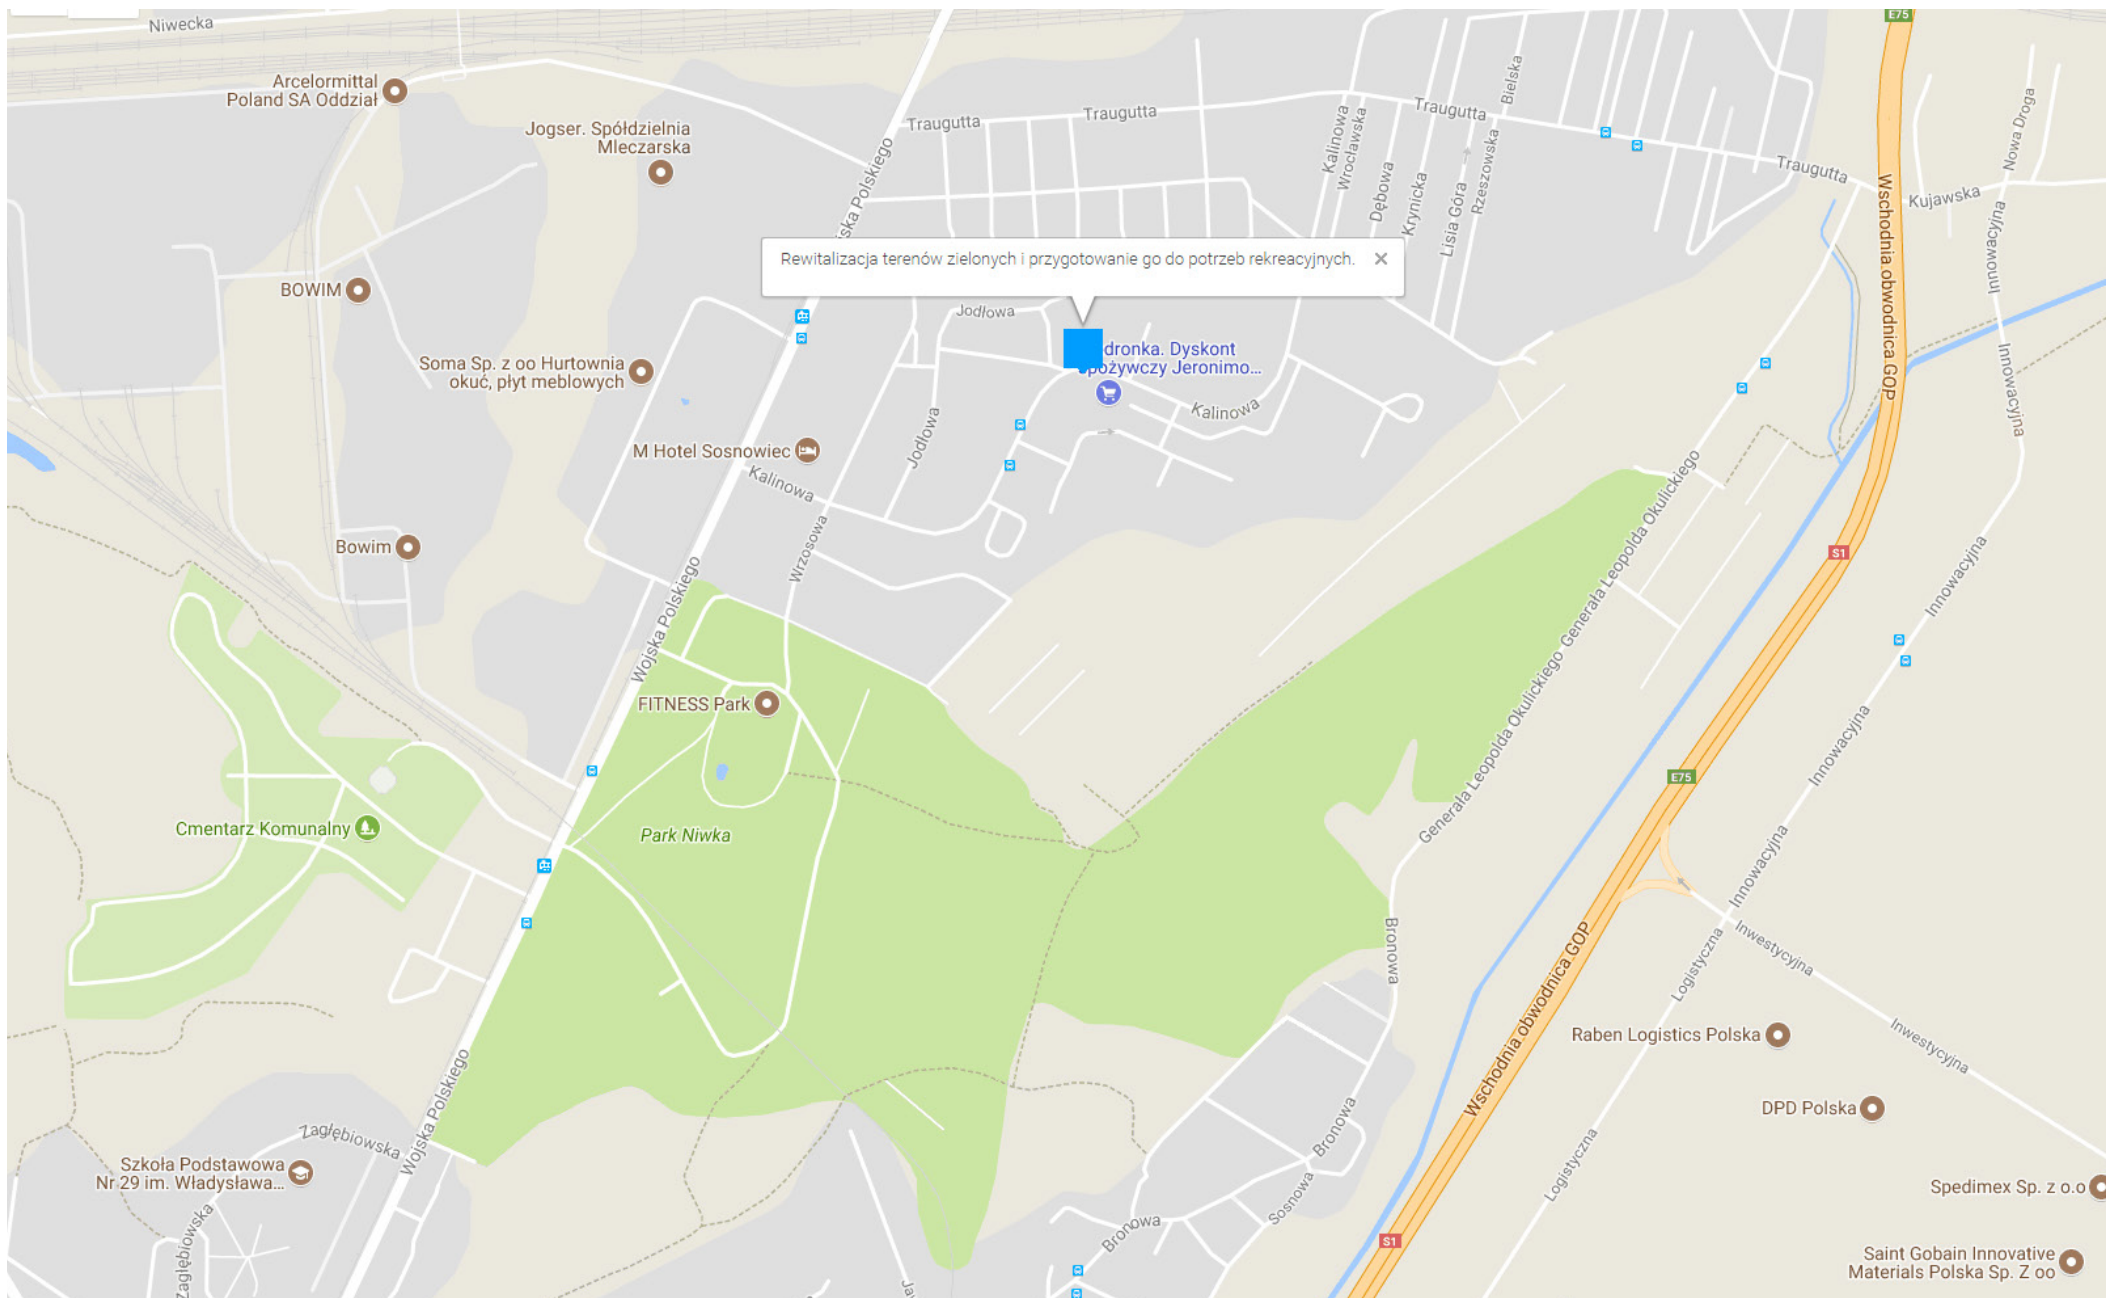 E75
Niwecka
Arcelormittal
Poland SA Oddział
Jogser. Spółdzielnia
Mleczarska
Traugutta
Traugutta
Traugutta
Traugutta
Bielska
Kalinowa
Wrocławska
Dębowa
Krynicka
Lisia Góra
Rzeszowska
Nowa Droga
Kujawska
Wschodnia obwodnica GOP
Innowacyjna
ska Polskiego
Rewitalizacja terenów zielonych i przygotowanie go do potrzeb rekreacyjnych.
BOWIM
Jodłowa
Soma Sp. z oo Hurtownia
okuć, płyt meblowych
dronka. Dyskont
pożywczy Jeronimo...
Innowacyjna
Kalinowa
Jodłowa
M Hotel Sosnowiec
Kalinowa
Generała Leopolda Okulickiego
Wrzosowa
Bowim
S1
Innowacyjna
Wojska Polskiego
FITNESS Park
Generała Leopolda Okulickiego
Innowacyjna
E75
Cmentarz Komunalny
Park Niwka
Innowacyjna
Bronowa
Inwestycyjna
Logistyczna
Wschodnia obwodnica GOP
Raben Logistics Polska
Inwestycyjna
Wojska Polskiego
DPD Polska
Zagłębiowska
Bronowa
Szkoła Podstawowa
Nr 29 im. Władysława...
Logistyczna
Sosnowa
Spedimex Sp. z o.o
Zagłębiowska
Bronowa
S1
Saint Gobain Innovative
Materials Polska Sp. Z oo